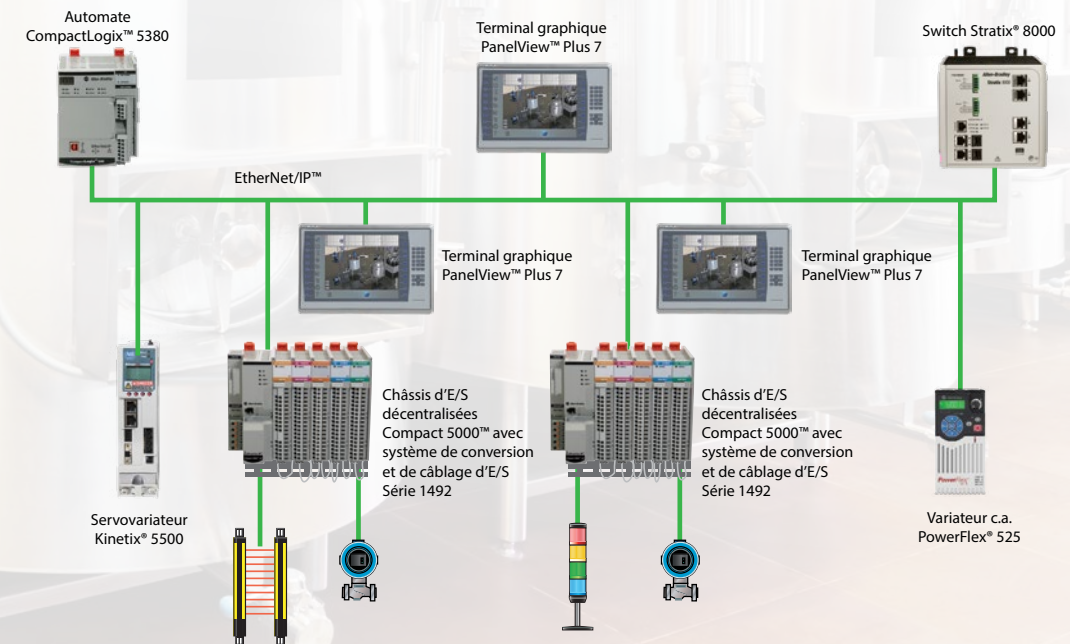 Automate
CompactLogix™ 5380
Terminal graphique
PanelView™ Plus 7
Switch Stratix® 8000
EtherNet/IP™
Terminal graphique
PanelView™ Plus 7
Terminal graphique
PanelView™ Plus 7
Châssis d'E/S
décentralisées
Compact 5000™ avec
système de conversion
et de câblage d'E/S
Série 1492
Châssis d'E/S
décentralisées
Compact 5000™ avec
système de conversion
et de câblage d'E/S
Série 1492
Servovariateur
Kinetix® 5500
PowerFlex
Variateur c.a.
PowerFlex® 525